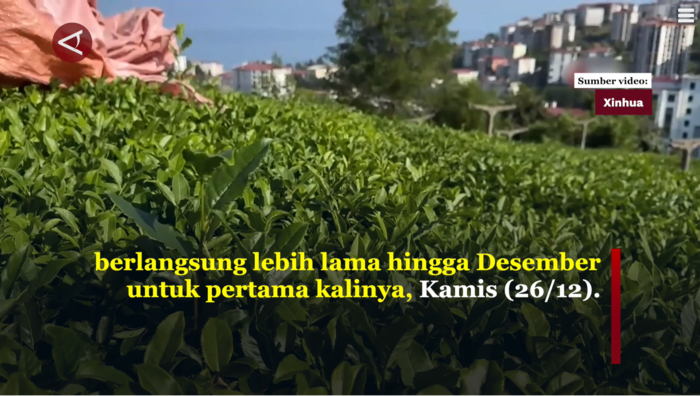 Sumber video:
Xinhua
berlangsung lebih lama hingga Desember
untuk pertama kalinya, Kamis (26/12).